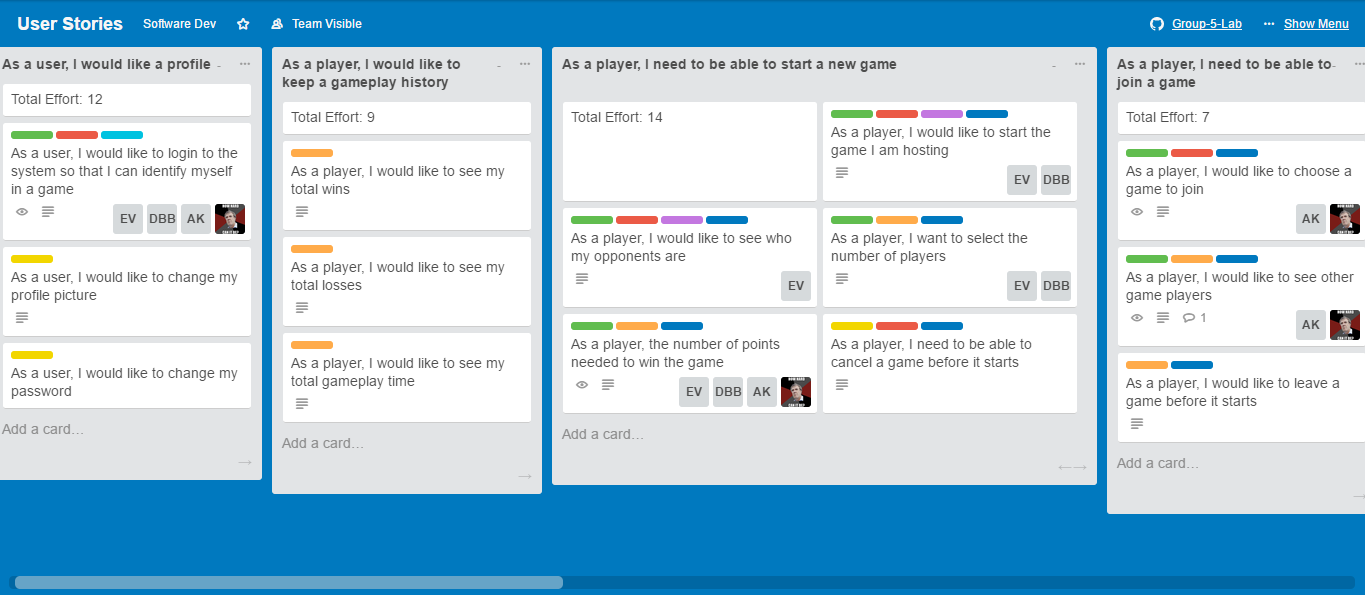 User Stories
Software Dev
Team Visible
Group-5-Lab
Show Menu
As a user, I would like a profile
Total Effort: 12
As a user, I would like to login to the
system so that I can identify myself
in a game
EV
DBB
AK
As a user, I would like to change my
profile picture
As a user, I would like to change my
password
Add a card…
As a player, I would like to
keep a gameplay history
Total Effort: 9
As a player, I would like to see my
total wins
As a player, I would like to see my
total losses
As a player, I would like to see my
total gameplay time
Add a card…
As a player, I need to be able to start a new game
Total Effort: 14
As a player, I would like to start the
game I am hosting
EV
DBB
As a player, I would like to see who
my opponents are
EV
As a player, I want to select the
number of players
EV
DBB
As a player, the number of points
needed to win the game
EV
DBB
AK
As a player, I need to be able to
cancel a game before it starts
Add a card…
As a player, I need to be able to
join a game
Total Effort: 7
As a player, I would like to choose a
game to join
AK
As a player, I would like to see other
game players
1
AK
As a player, I would like to leave a
game before it starts
Add a card…